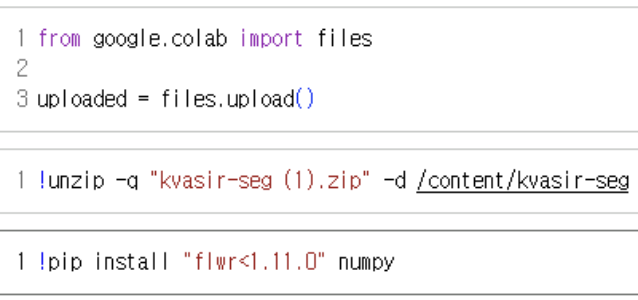 1 from google.colab import files
2
3 uploaded = files.upload()
1 !unzip -q "kvasir-seg (1).zip" -d /content/kvasir-seg
1 !pip install "flwr<1.11.0" numpy